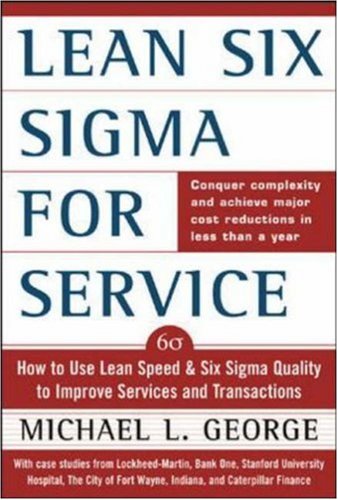 LEAN SIX
SIGMA
FOR
Conquer complexity
and achieve major
cost reductions in
less than a year
SERVICE
6σ
How to Use Lean Speed & Six Sigma Quality
to Improve Services and Transactions
MICHAEL L. GEORGE
With case studies from Lockheed-Martin, Bank One, Stanford University
Hospital, The City of Fort Wayne, Indiana, and Caterpillar Finance